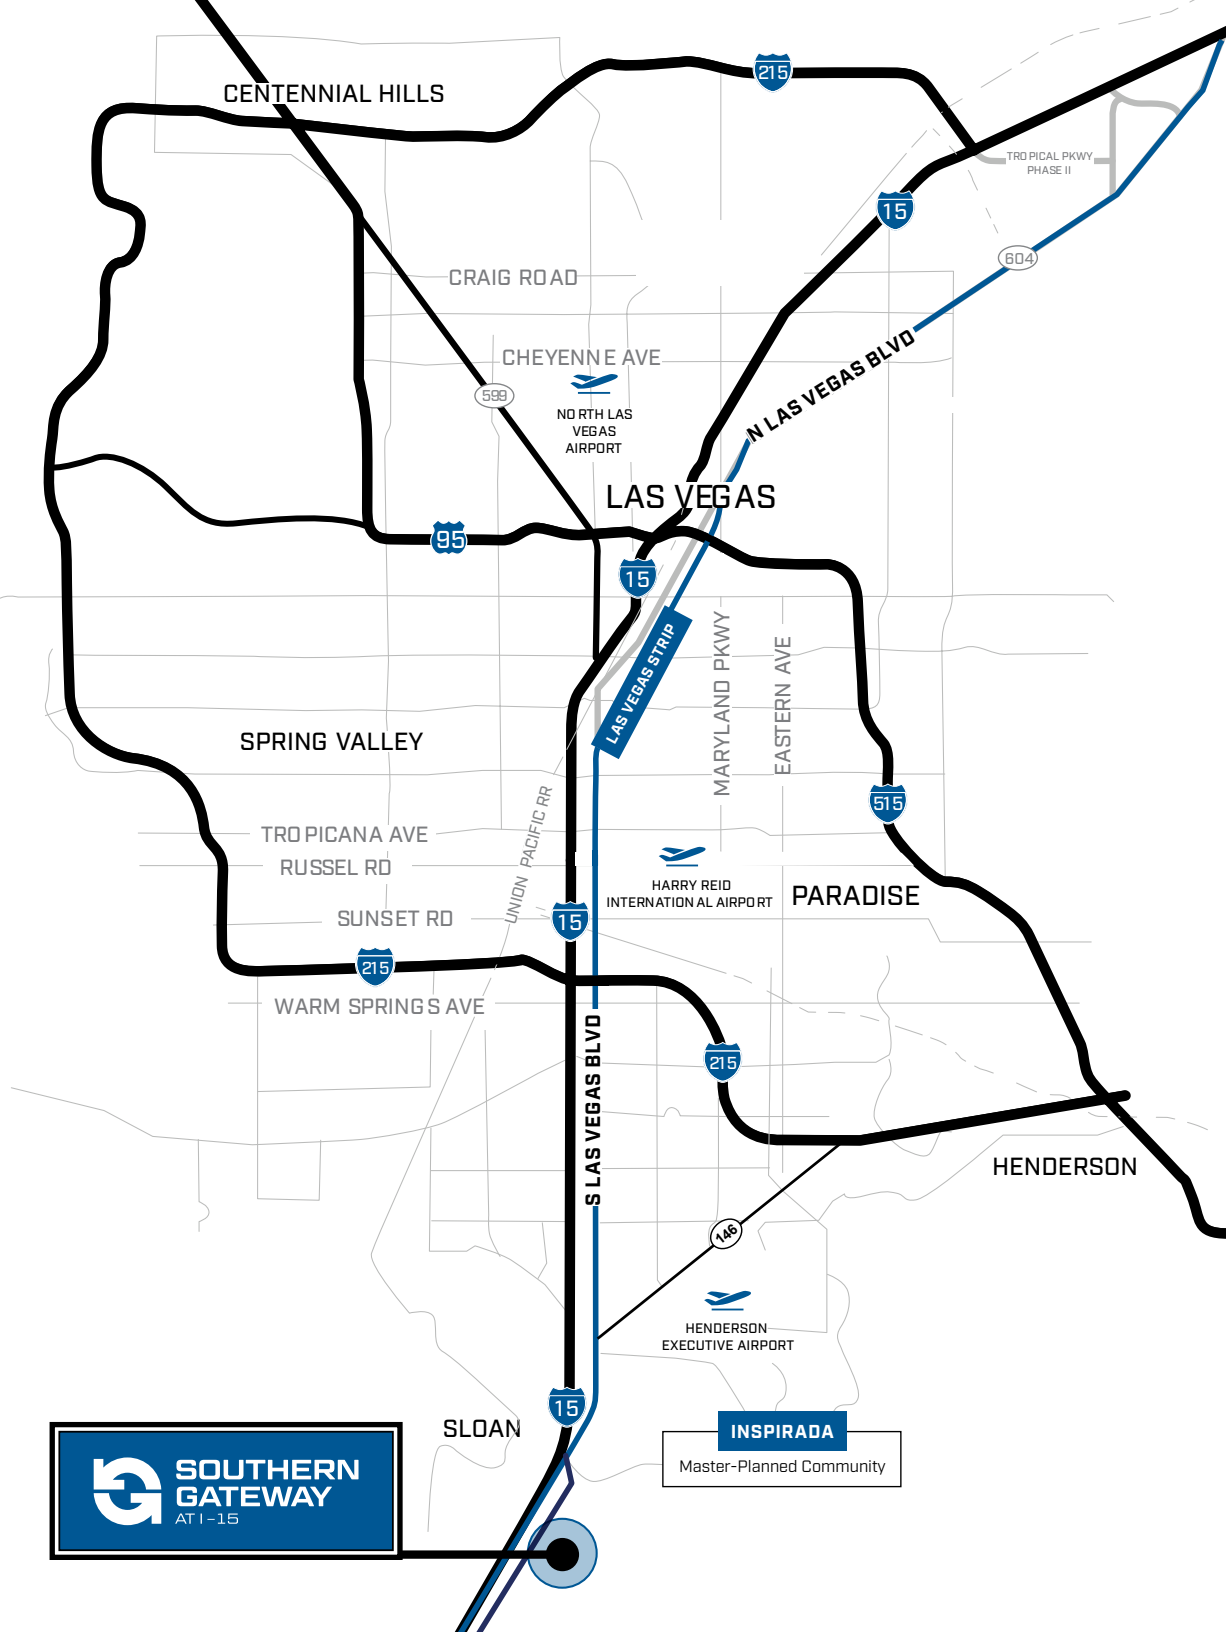 215
CENTENNIAL HILLS
TROPICAL PKWY
PHASE II
15
604
CRAIG ROAD
N LAS VEGAS BLVD
CHEYENNE AVE
599
NORTH LAS
VEGAS
AIRPORT
LAS VEGAS
95
15
LAS VEGAS STRIP
MARYLAND PKWY
EASTERN AVE
SPRING VALLEY
515
UNION PACIFIC RR
TROPICANA AVE
RUSSEL RD
HARRY REID
INTERNATIONAL AIRPORT
PARADISE
SUNSET RD
15
215
WARM SPRINGS AVE
S LAS VEGAS BLVD
215
HENDERSON
146
HENDERSON
EXECUTIVE AIRPORT
15
SLOAN
INSPIRADA
Master-Planned Community
SOUTHERN
GATEWAY
AT I-15